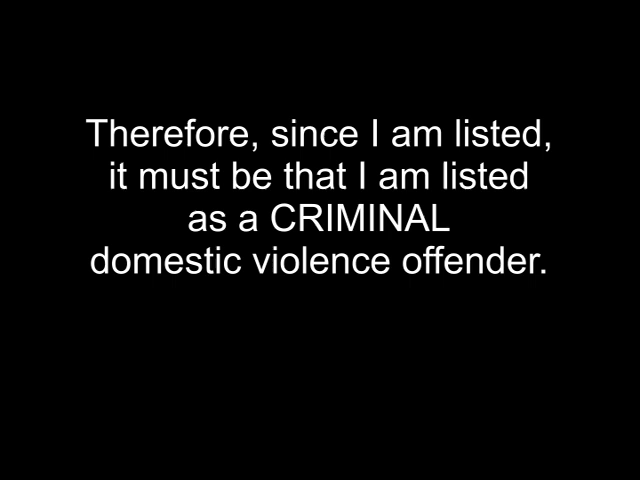 Therefore, since I am listed,
it must be that I am listed
as a CRIMINAL
domestic violence offender.